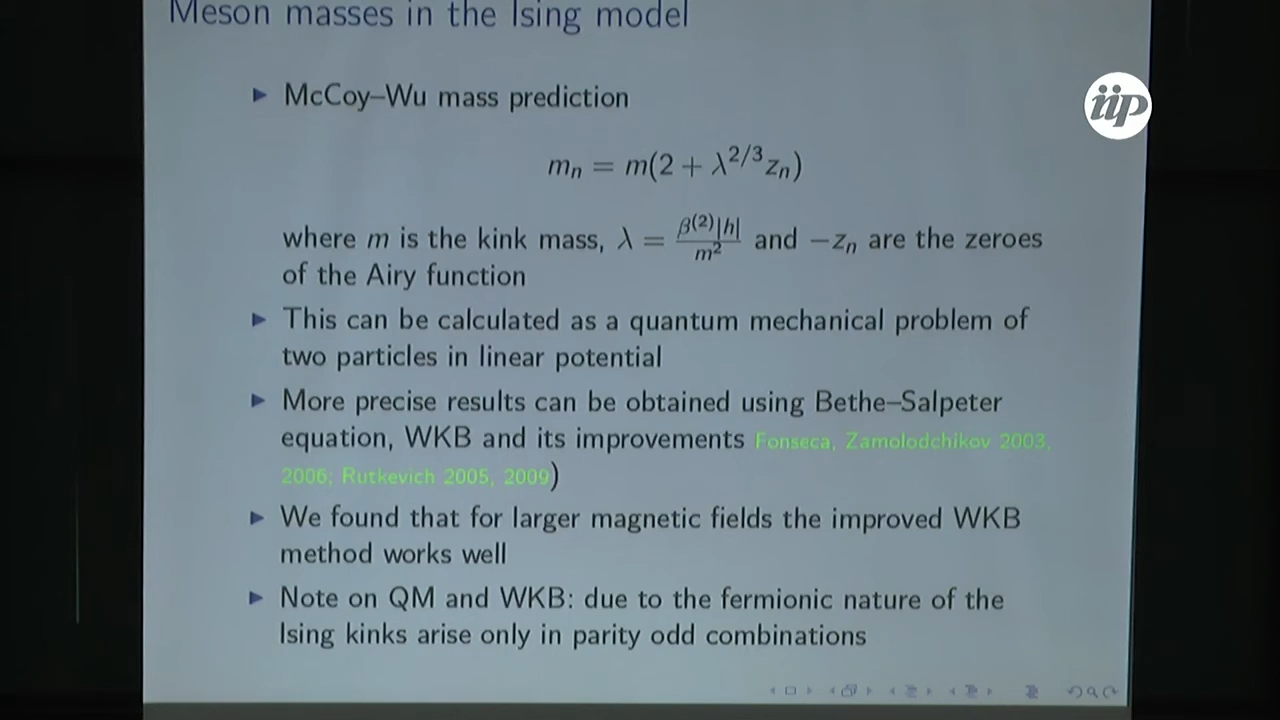 Meson masses in the Ising model
iip
▶ McCoy–Wu mass prediction
mₙ = m(2 + λ^{2/3}zₙ)
where m is the kink mass, λ = β⁽²⁾|h|/m² and −zₙ are the zeroes
of the Airy function
▶ This can be calculated as a quantum mechanical problem of
two particles in linear potential
▶ More precise results can be obtained using Bethe–Salpeter
equation, WKB and its improvements Fonseca, Zamolodchikov 2003,
2006; Rutkevich 2005, 2009)
▶ We found that for larger magnetic fields the improved WKB
method works well
▶ Note on QM and WKB: due to the fermionic nature of the
Ising kinks arise only in parity odd combinations